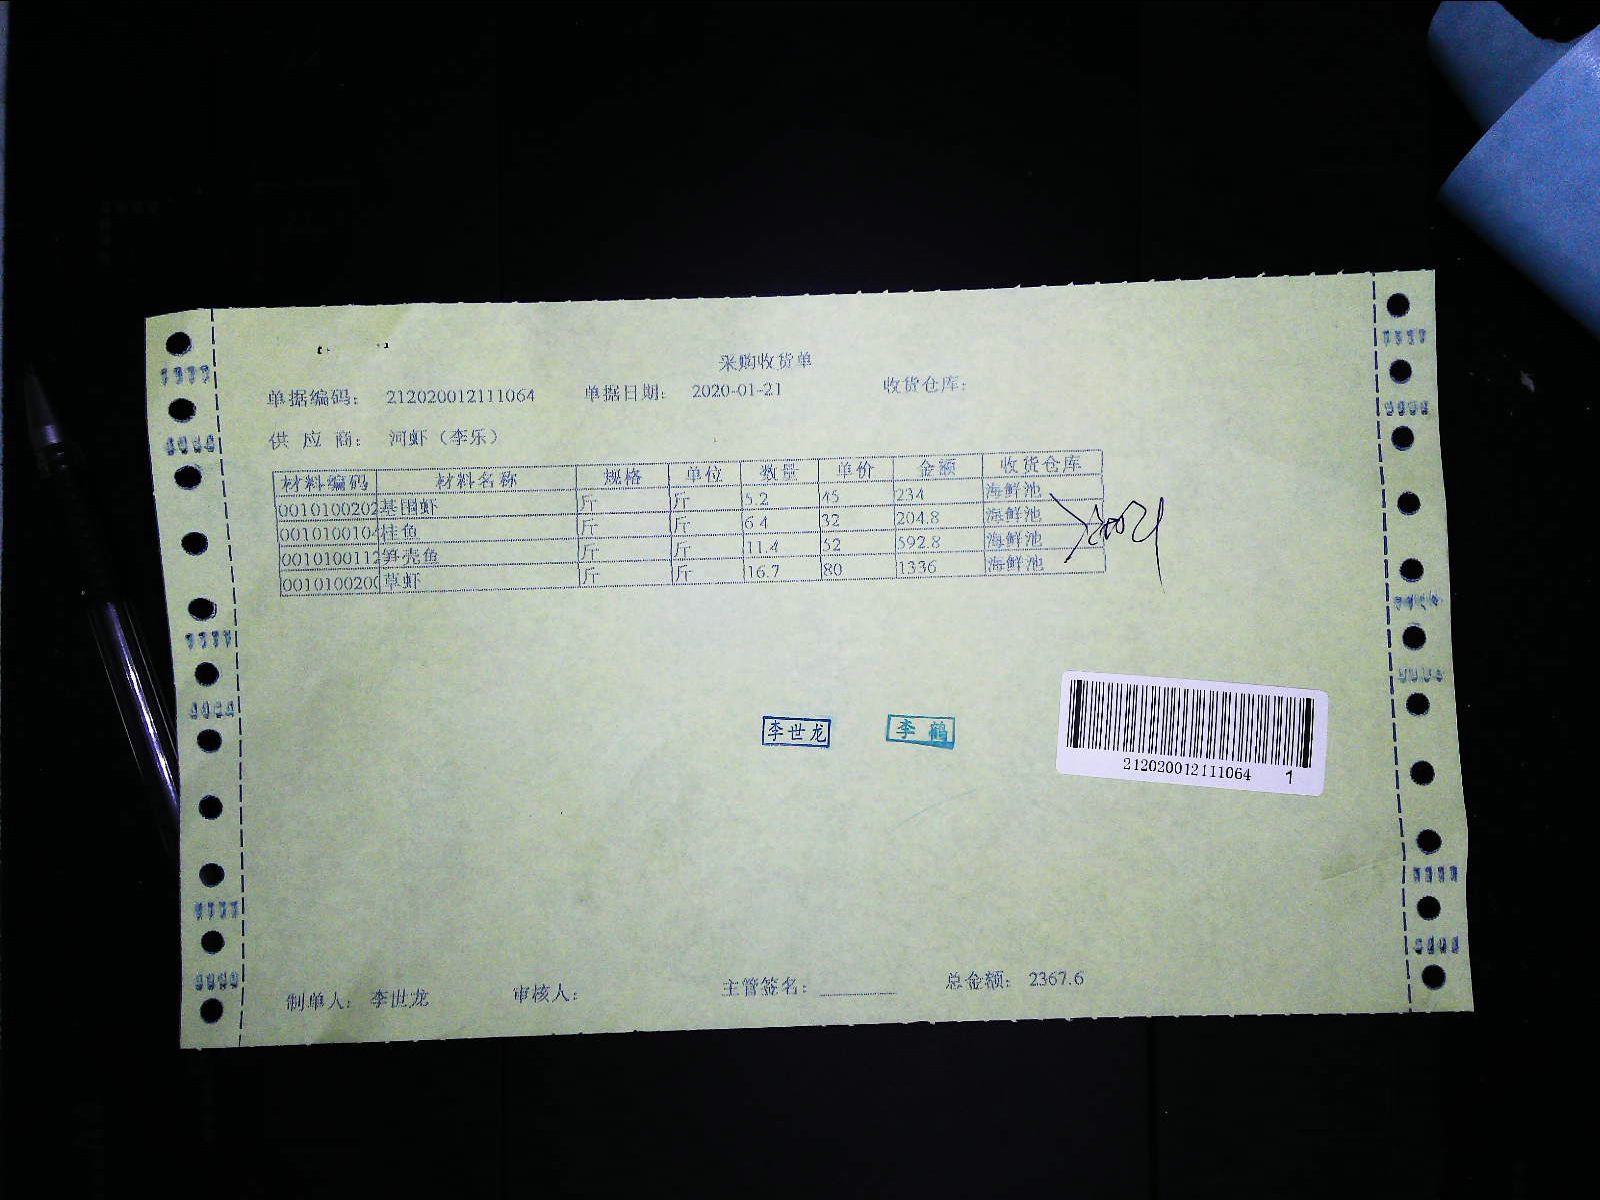 采购收货单
单据编码: 212020012111064 单据日期: 2020-01-21 收货仓库:
供 应 商: 河虾（李乐）
材料编码 材料名称 规格 单位 数量 单价 金额 收货仓库
0010100202 基围虾 斤 斤 5.2 45 234 海鲜池
001010010 桂鱼 斤 斤 6.4 32 204.8 海鲜池
0010100112 笋壳鱼 斤 斤 11.4 52 592.8 海鲜池
001010020 草虾 斤 斤 16.7 80 1336 海鲜池
李世龙 李鹤
212020012111064 1
制单人: 李世龙 审核人: 主管签名: 总金额: 2367.6